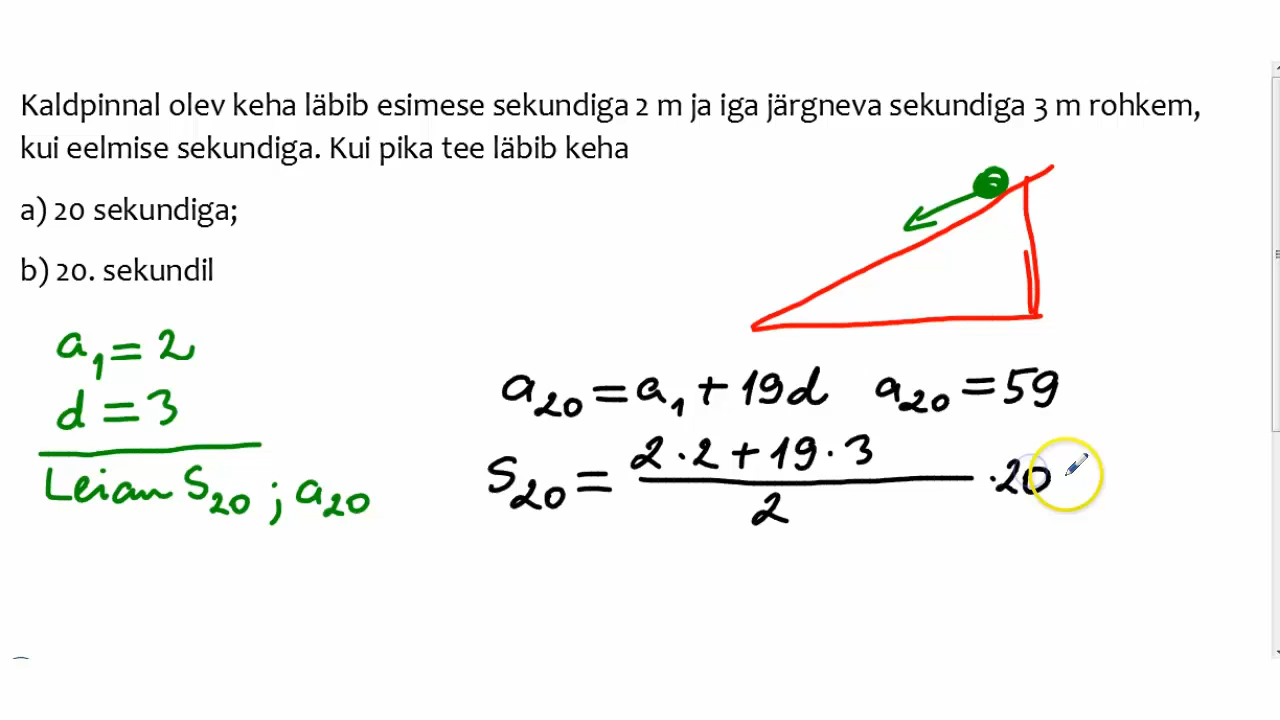 Kaldpinnal olev keha läbib esimese sekundiga 2 m ja iga järgneva sekundiga 3 m rohkem,
kui eelmise sekundiga. Kui pika tee läbib keha
a) 20 sekundiga;
b) 20. sekundil
a₁ = 2
d = 3
Leian S₂₀ ; a₂₀
a₂₀ = a₁ + 19d a₂₀ = 59
S₂₀ = (2 · 2 + 19 · 3) / 2 · 20